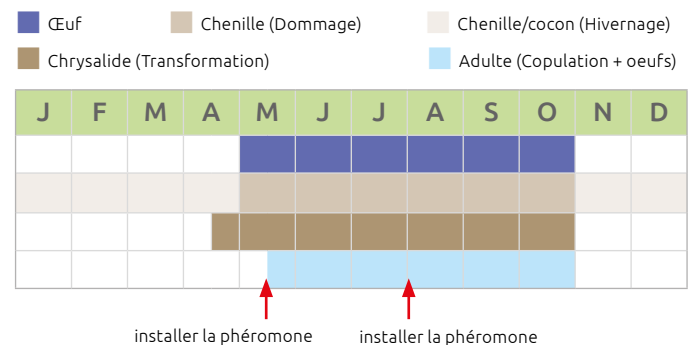 Œuf Chenille (Dommage) Chenille/cocon (Hivernage)
Chrysalide (Transformation) Adulte (Copulation + oeufs)
J F M A M J J A S O N D
installer la phéromone installer la phéromone